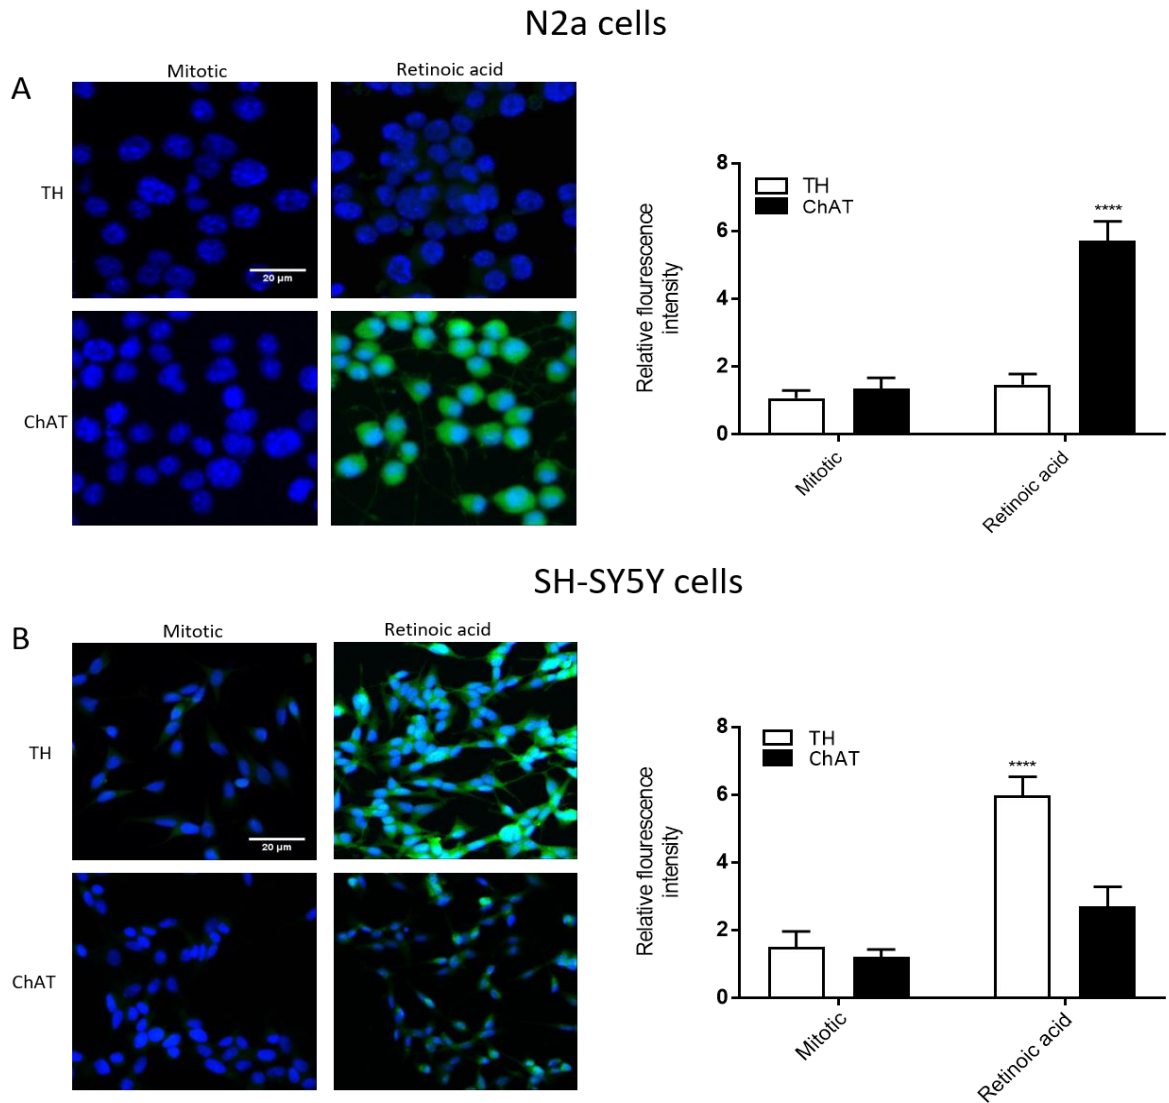 N2a cells
A
Mitotic
Retinoic acid
TH
20 µm
ChAT
8
6
4
2
0
Relative flourescence
intensity
TH
ChAT
****
Mitotic
Retinoic acid
SH-SY5Y cells
B
Mitotic
Retinoic acid
TH
20 µm
ChAT
8
6
4
2
0
Relative flourescence
intensity
TH
ChAT
****
Mitotic
Retinoic acid